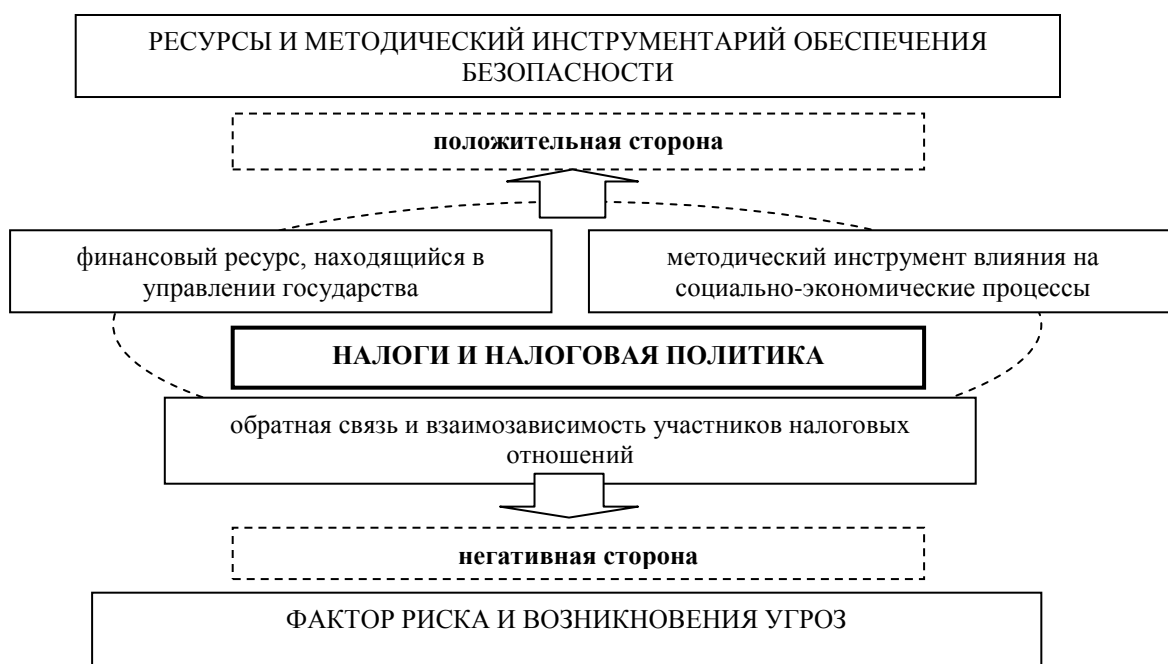 РЕСУРСЫ И МЕТОДИЧЕСКИЙ ИНСТРУМЕНТАРИЙ ОБЕСПЕЧЕНИЯ
БЕЗОПАСНОСТИ
положительная сторона
финансовый ресурс, находящийся в
управлении государства
методический инструмент влияния на
социально-экономические процессы
НАЛОГИ И НАЛОГОВАЯ ПОЛИТИКА
обратная связь и взаимозависимость участников налоговых
отношений
негативная сторона
ФАКТОР РИСКА И ВОЗНИКНОВЕНИЯ УГРОЗ